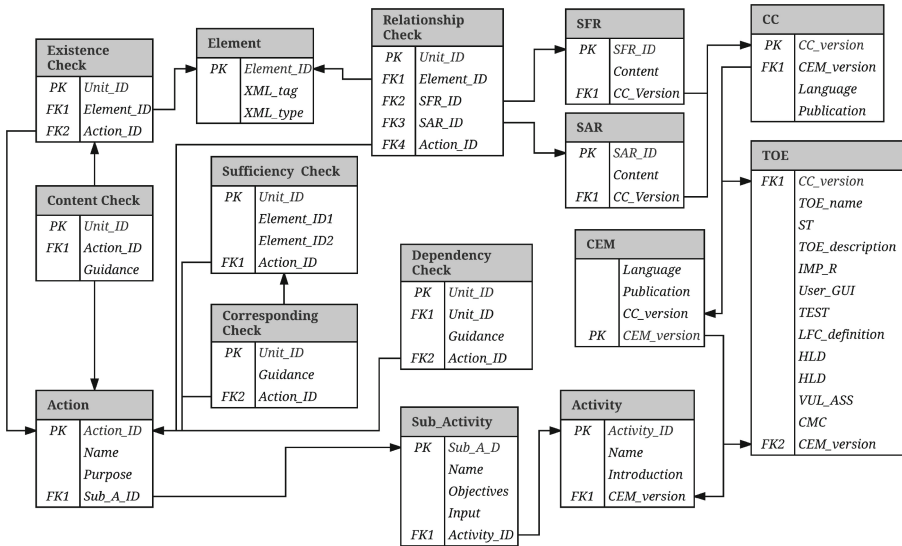 Existence
Check
PK Unit_ID
FK1 Element_ID
FK2 Action_ID
Element
PK Element_ID
XML_tag
XML_type
Relationship
Check
PK Unit_ID
FK1 Element_ID
FK2 SFR_ID
FK3 SAR_ID
FK4 Action_ID
SFR
PK SFR_ID
Content
FK1 CC_Version
CC
PK CC_version
FK1 CEM_version
Language
Publication
SAR
PK SAR_ID
Content
FK1 CC_Version
TOE
FK1 CC_version
TOE_name
ST
TOE_description
IMP_R
User_GUI
TEST
LFC_definition
HLD
HLD
VUL_ASS
CMC
FK2 CEM_version
Content Check
PK Unit_ID
FK1 Action_ID
Guidance
Sufficiency Check
PK Unit_ID
Element_ID1
Element_ID2
FK1 Action_ID
Dependency
Check
PK Unit_ID
FK1 Unit_ID
Guidance
FK2 Action_ID
CEM
Language
Publication
CC_version
PK CEM_version
Corresponding
Check
PK Unit_ID
Guidance
FK2 Action_ID
Action
PK Action_ID
Name
Purpose
FK1 Sub_A_ID
Sub_Activity
PK Sub_A_D
Name
Objectives
Input
FK1 Activity_ID
Activity
PK Activity_ID
Name
Introduction
FK1 CEM_version